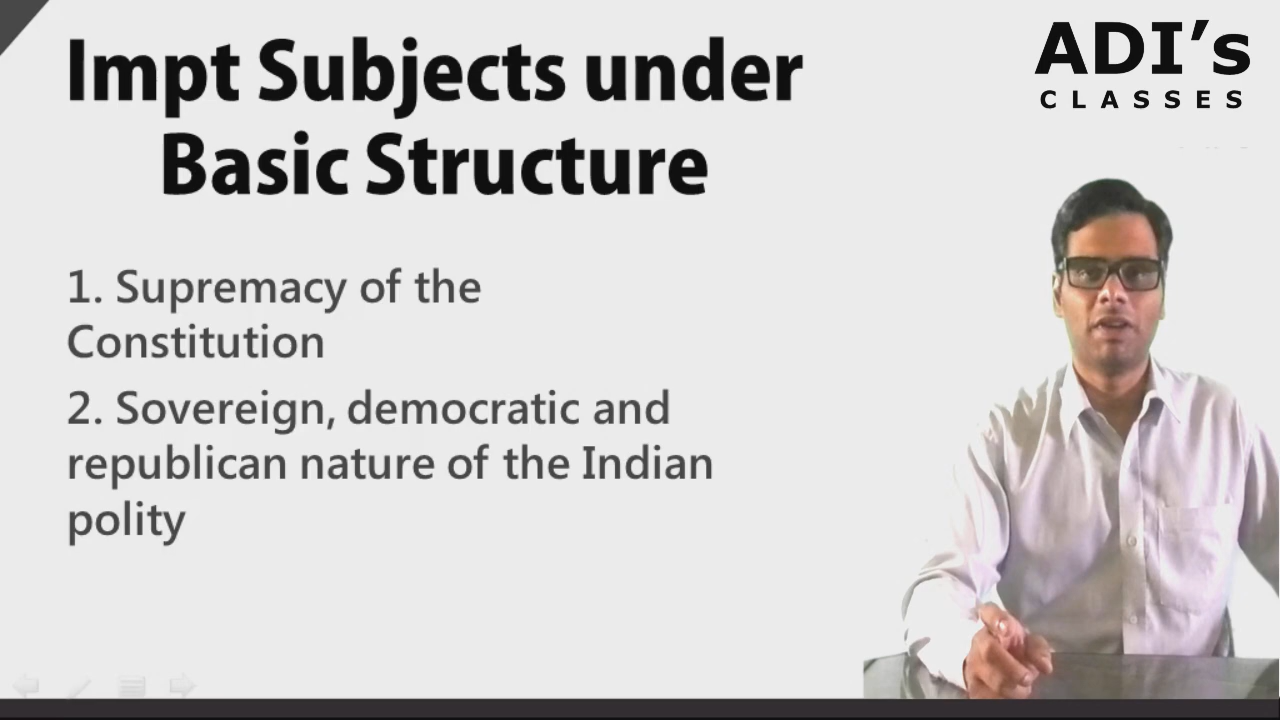 Impt Subjects under
Basic Structure
ADI's
CLASSES
1. Supremacy of the
Constitution
2. Sovereign, democratic and
republican nature of the Indian
polity